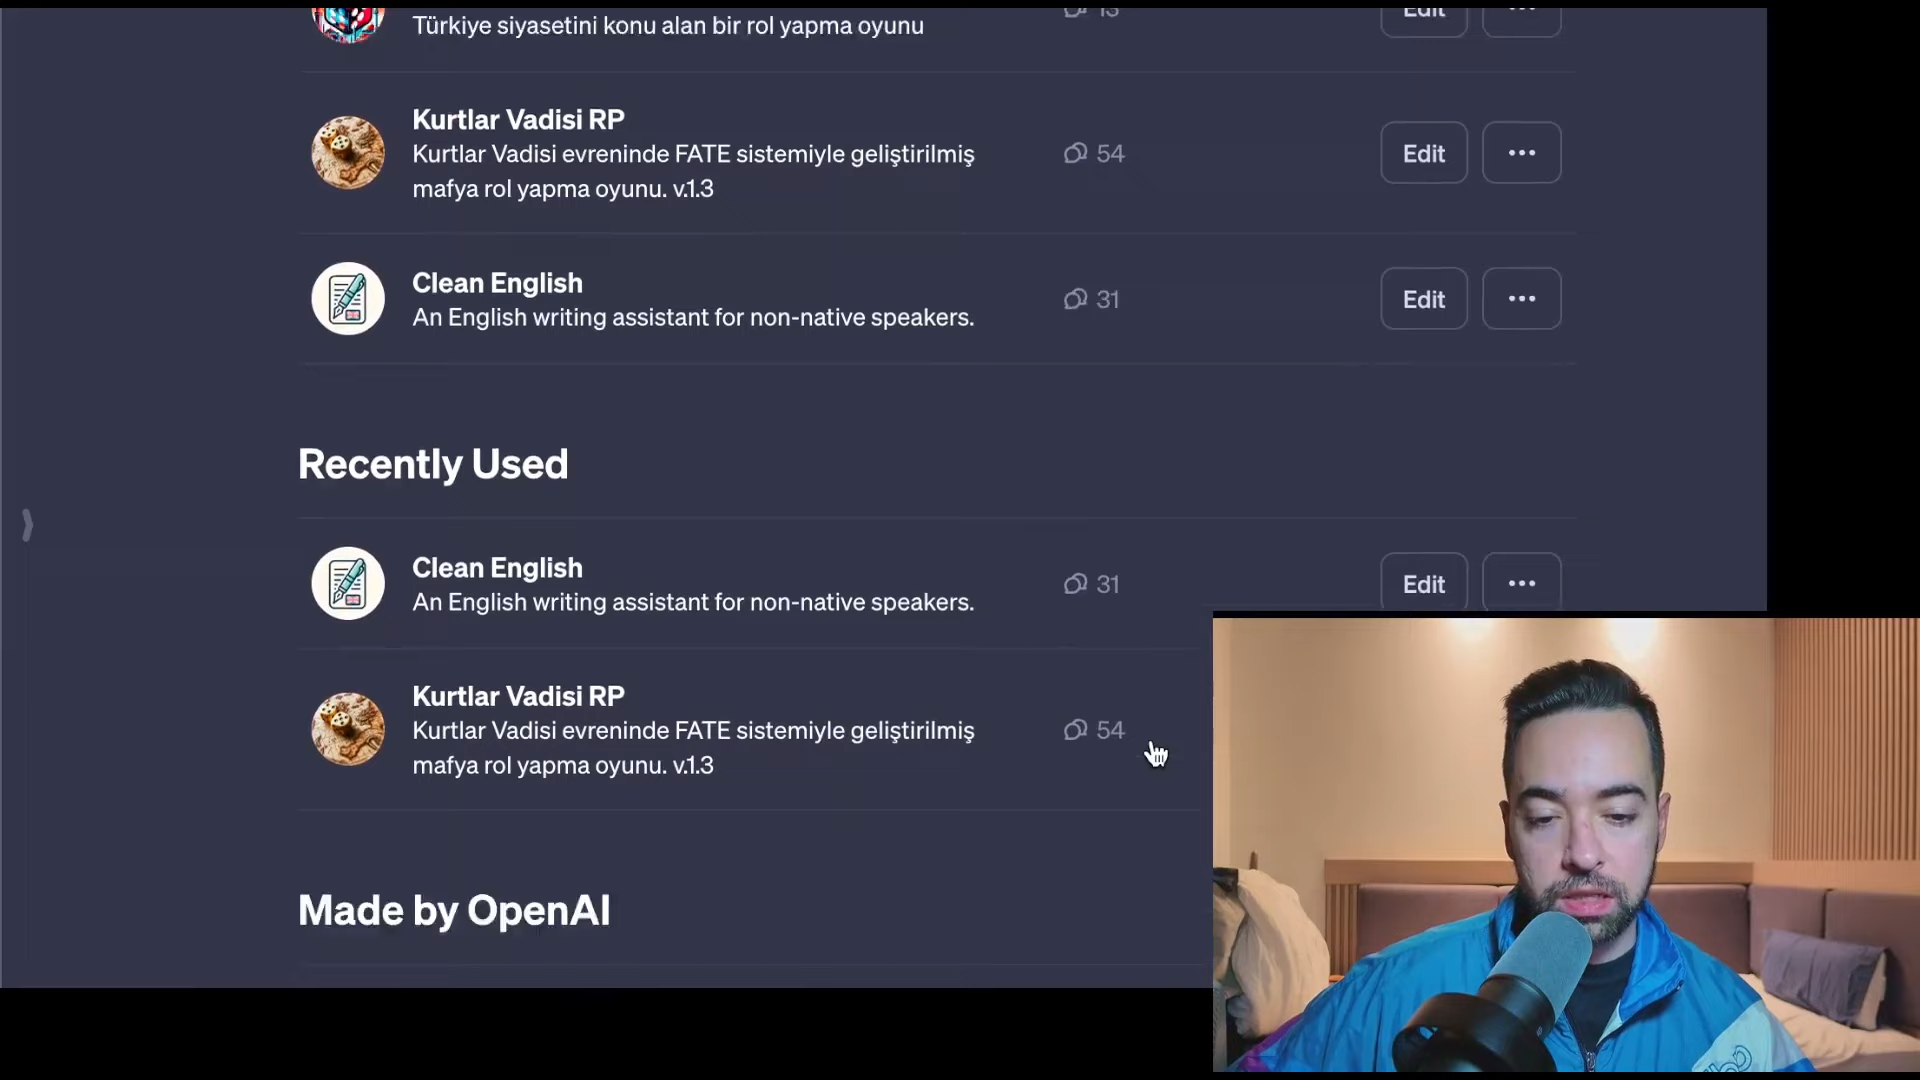 Türkiye siyasetini konu alan bir rol yapma oyunu
13
Edit
Kurtlar Vadisi RP
Kurtlar Vadisi evreninde FATE sistemiyle geliştirilmiş
mafya rol yapma oyunu. v.1.3
54
Edit
Clean English
An English writing assistant for non-native speakers.
31
Edit
Recently Used
Clean English
An English writing assistant for non-native speakers.
31
Edit
Kurtlar Vadisi RP
Kurtlar Vadisi evreninde FATE sistemiyle geliştirilmiş
mafya rol yapma oyunu. v.1.3
54
Made by OpenAI